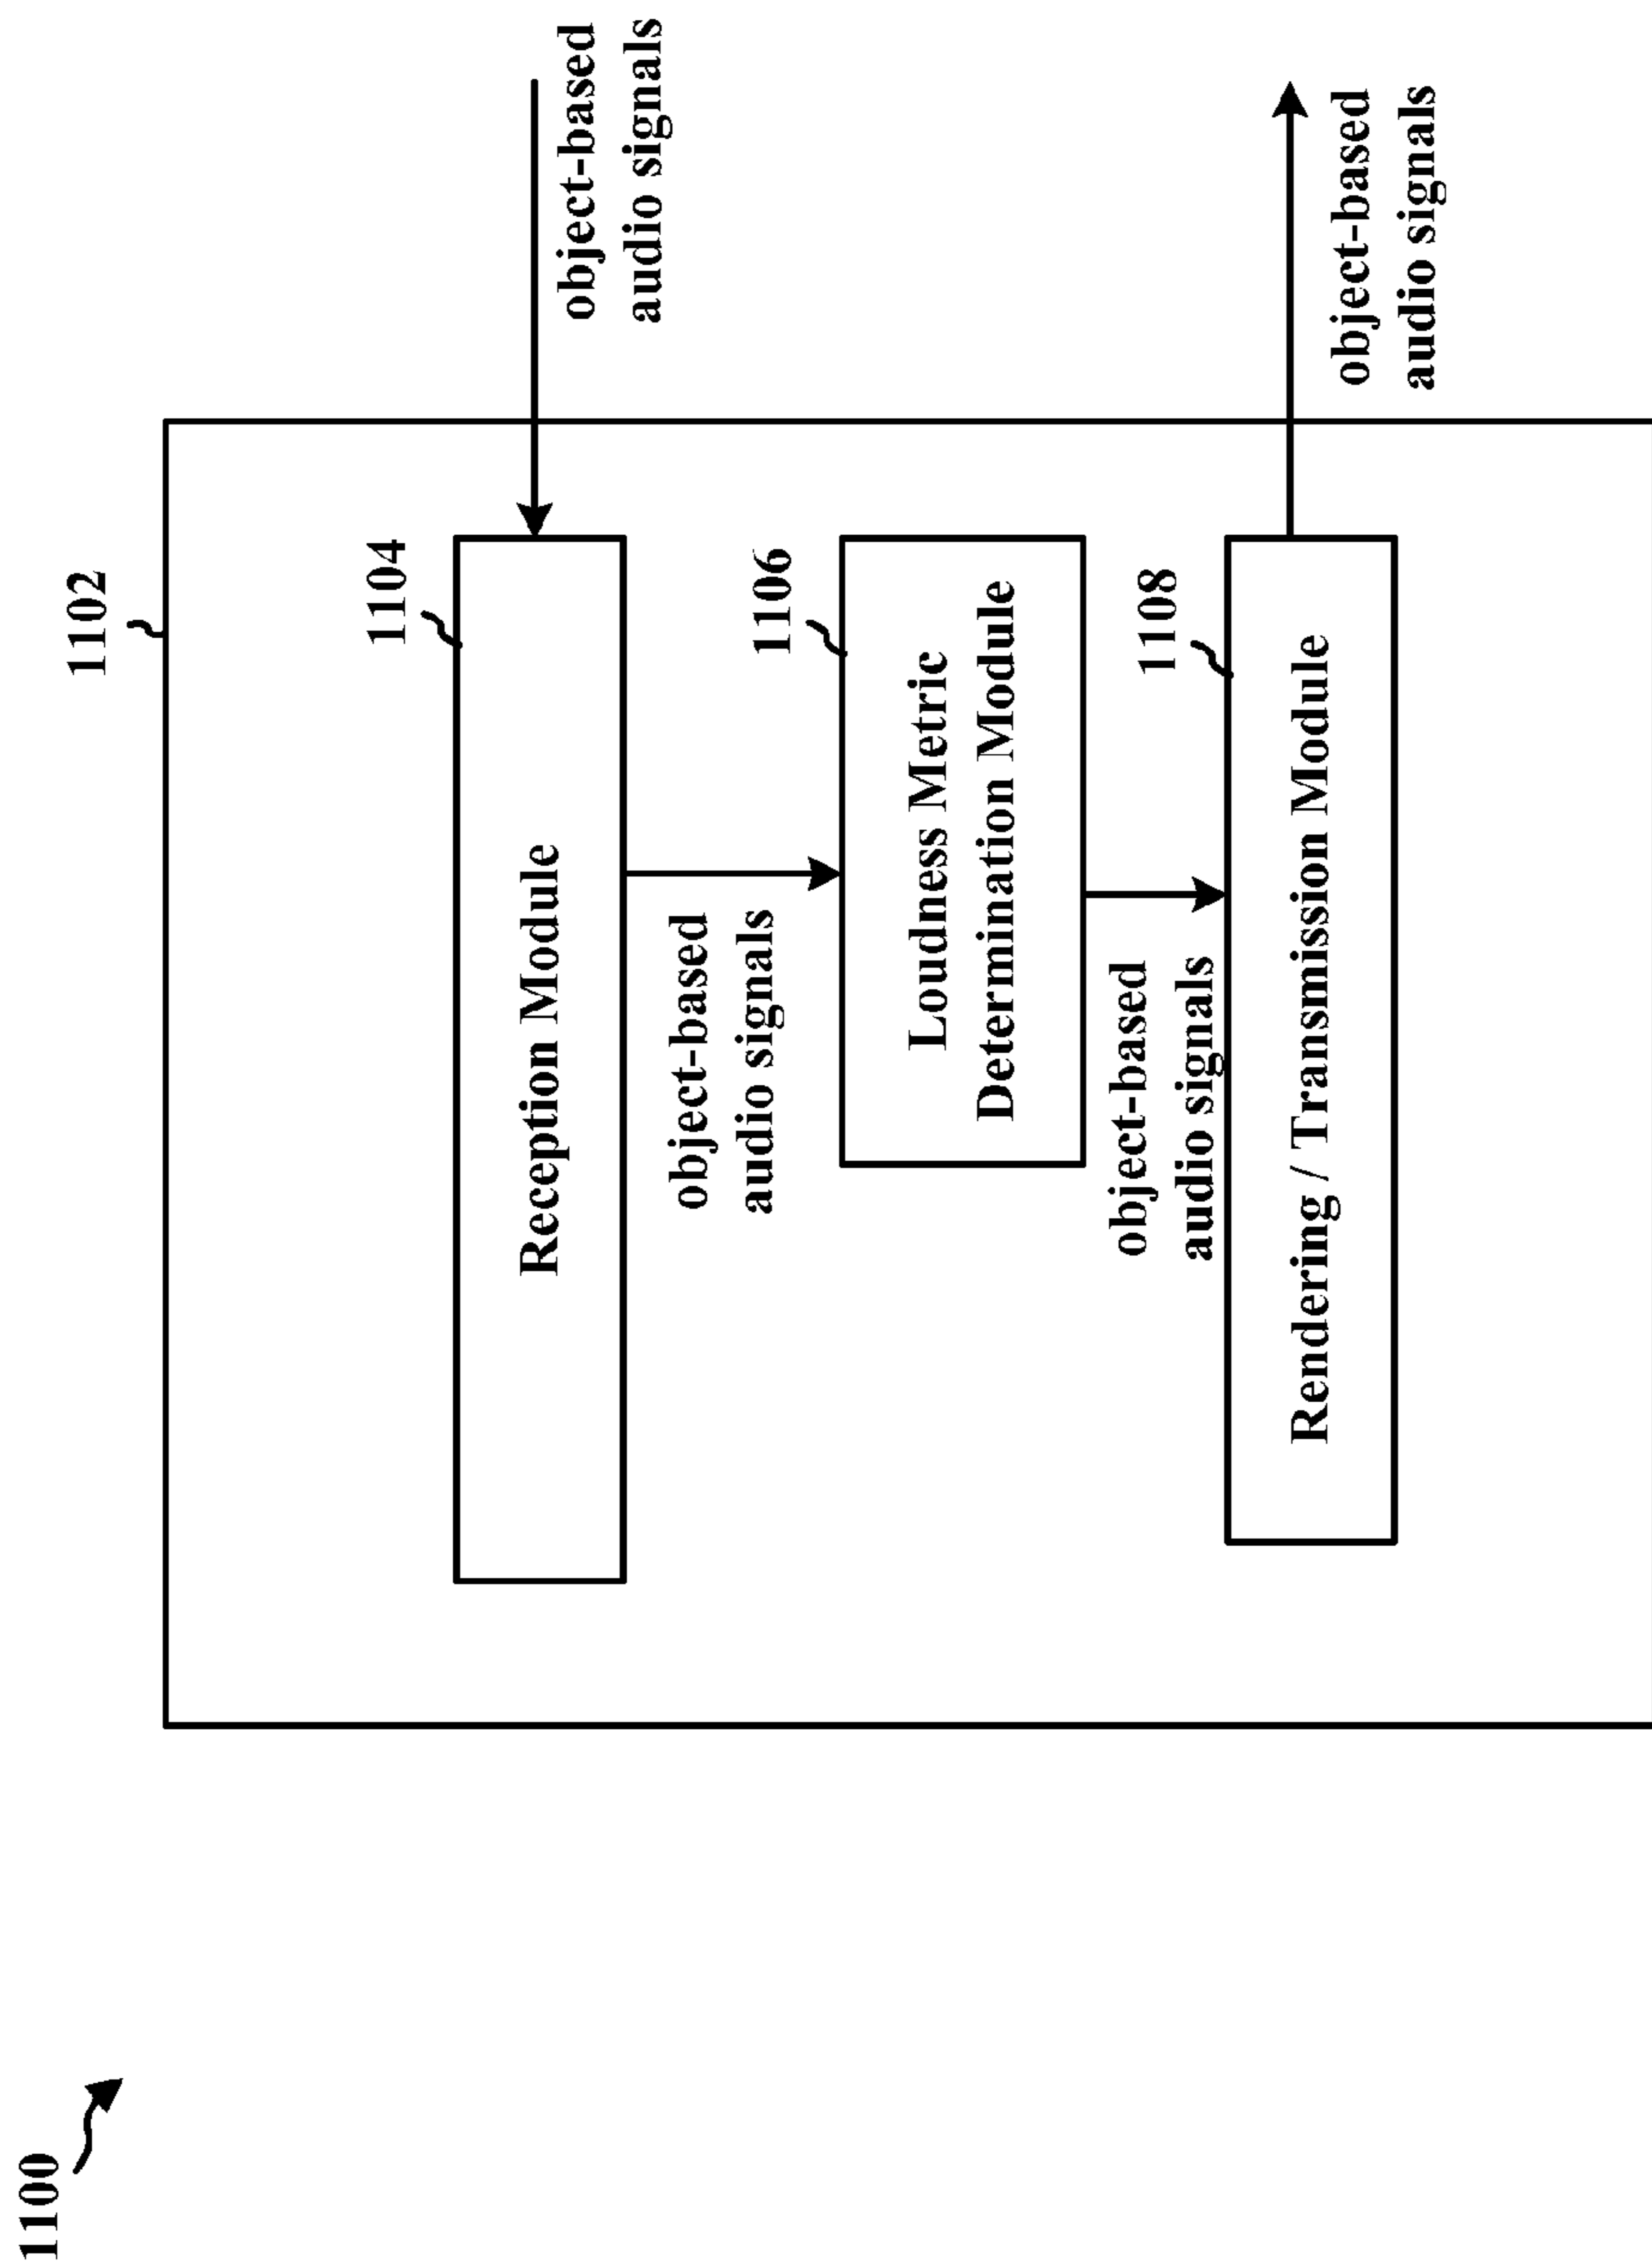 1100
1102
1104
Reception Module
object-based
audio signals
object-based
audio signals
1106
Loudness Metric
Determination Module
object-based
audio signals
1108
Rendering / Transmission Module
object-based
audio signals